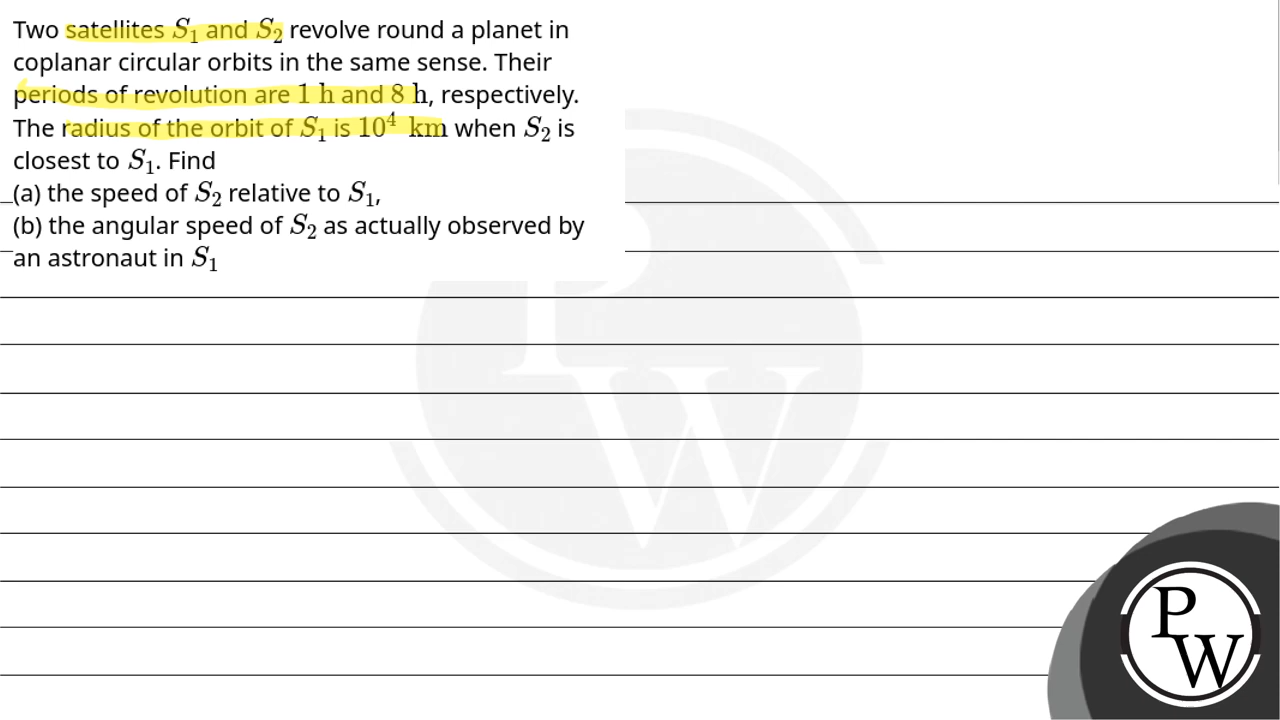 Two satellites S₁ and S₂ revolve round a planet in
coplanar circular orbits in the same sense. Their
periods of revolution are 1 h and 8 h, respectively.
The radius of the orbit of S₁ is 10⁴ km when S₂ is
closest to S₁. Find
(a) the speed of S₂ relative to S₁,
(b) the angular speed of S₂ as actually observed by
an astronaut in S₁
P
W
P
W